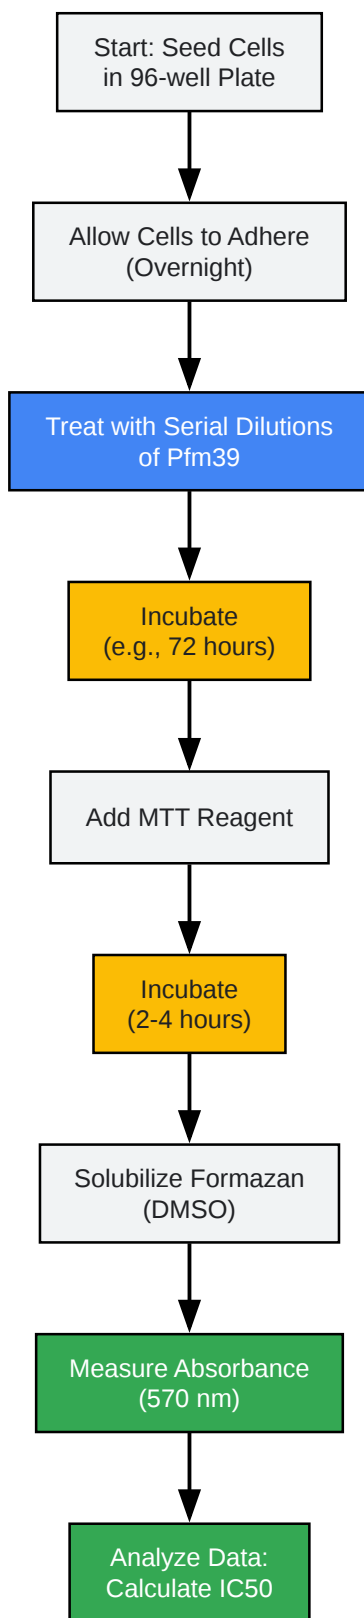 Start: Seed Cells
in 96-well Plate
Allow Cells to Adhere
(Overnight)
Treat with Serial Dilutions
of Pfm39
Incubate
(e.g., 72 hours)
Add MTT Reagent
Incubate
(2-4 hours)
Solubilize Formazan
(DMSO)
Measure Absorbance
(570 nm)
Analyze Data:
Calculate IC50